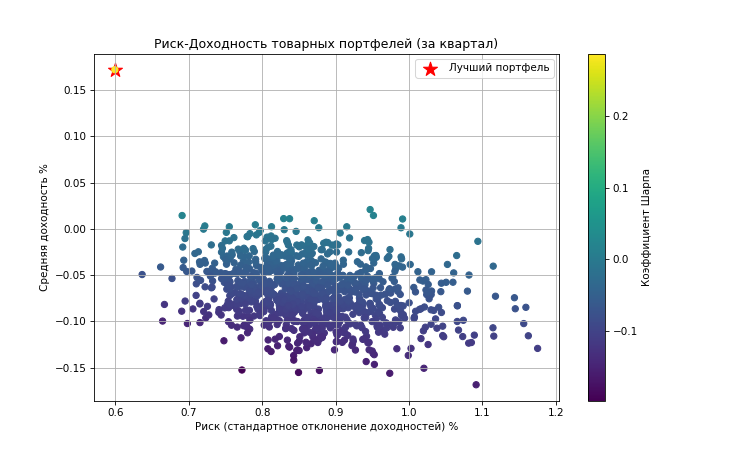 Риск-Доходность товарных портфелей (за квартал)
Лучший портфель
Средняя доходность %
0.15
0.10
0.05
0.00
−0.05
−0.10
−0.15
0.6 0.7 0.8 0.9 1.0 1.1 1.2
Риск (стандартное отклонение доходностей) %
0.2
0.1
0.0
−0.1
Коэффициент Шарпа